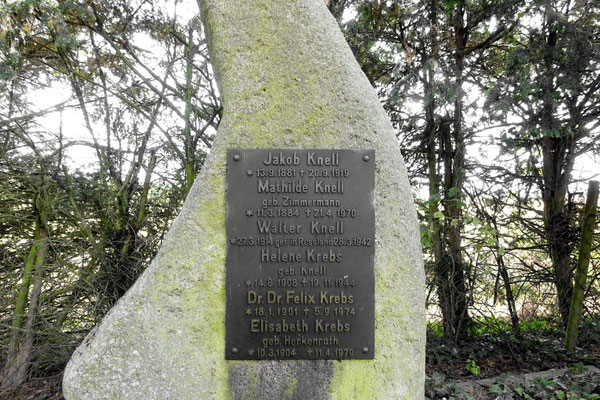 Jakob Knell
*13.9.1881 †20.9.1919
Mathilde Knell
geb. Zimmermann
*11.3.1884 †21.4.1970
Walter Knell
*27.3.1914 gef. in Russland 28.3.1942
Helene Krebs
geb. Knell
*14.8.1908 †19.11.1944
Dr. Dr. Felix Krebs
*18.1.1901 †5.9.1974
Elisabeth Krebs
geb. Herkenrath
*10.3.1904 †11.4.1979